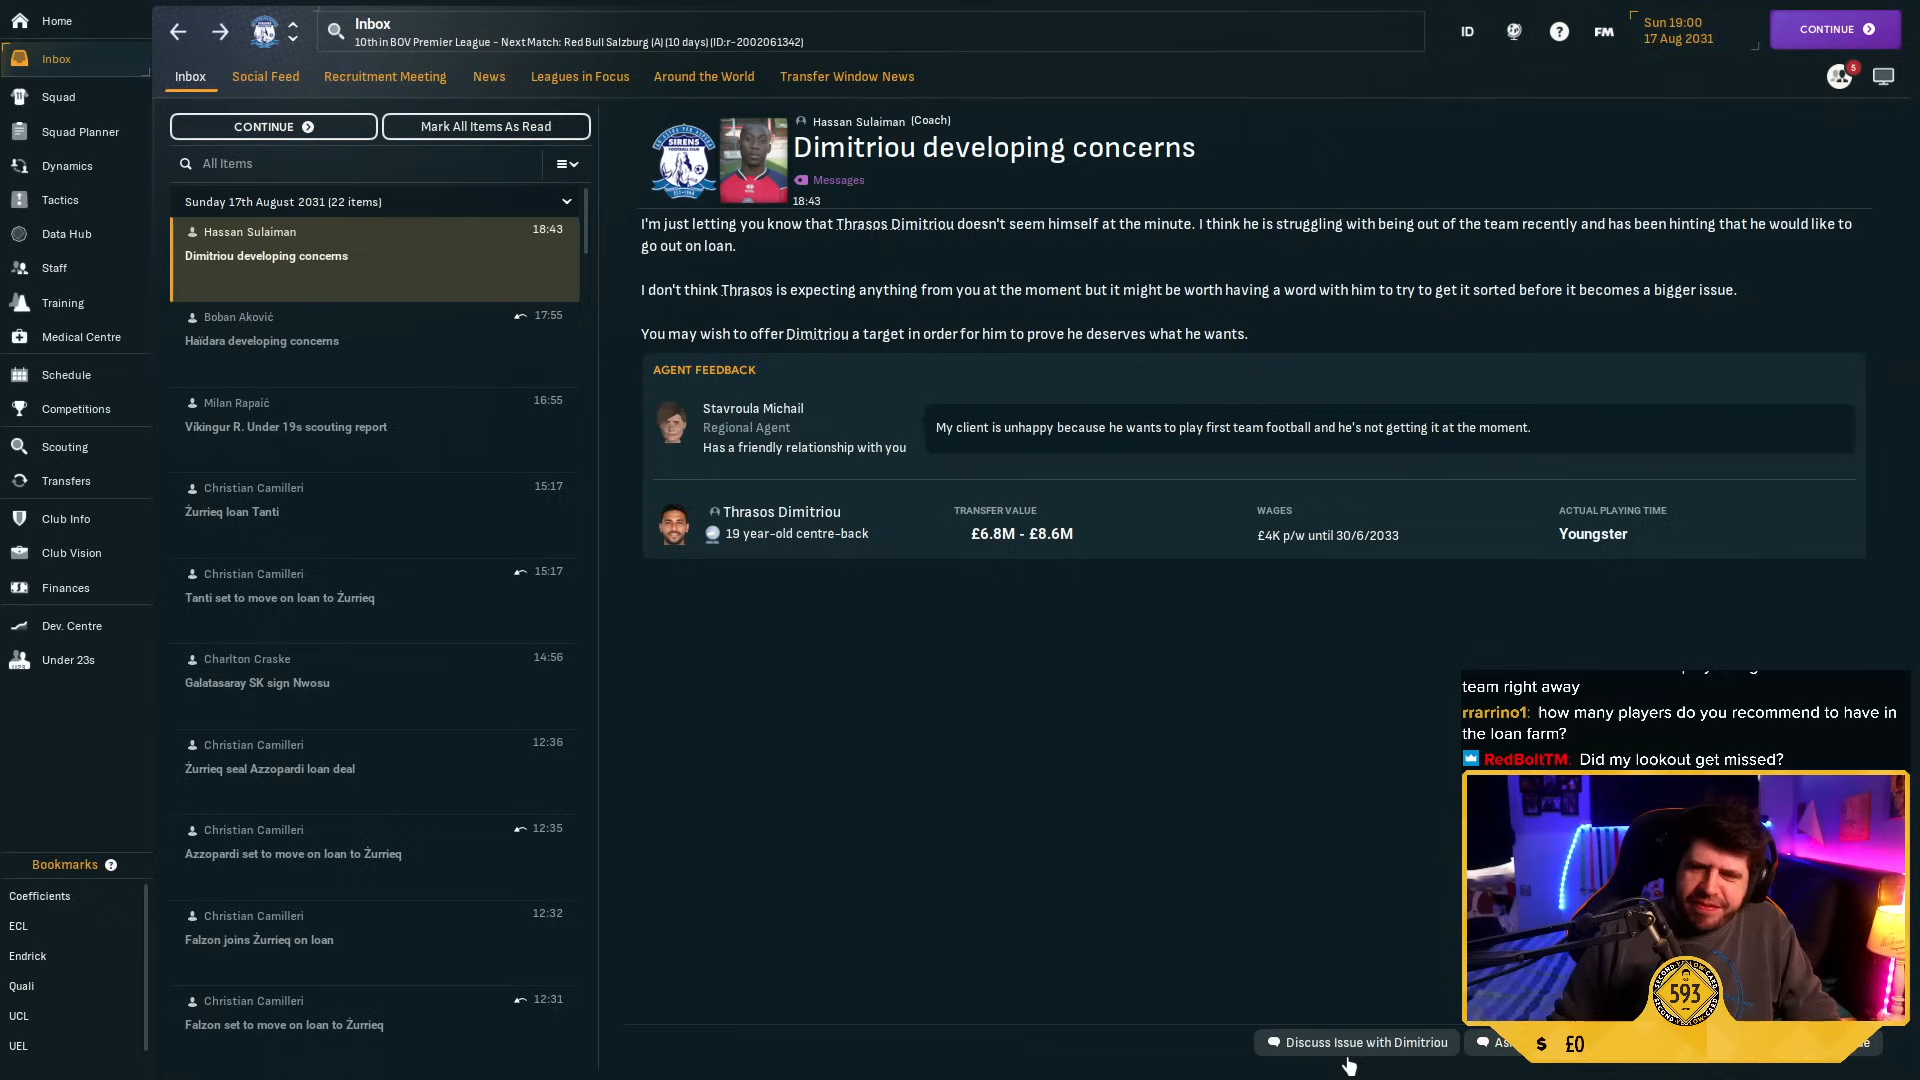 Home
Inbox
Squad
Squad Planner
Dynamics
Tactics
Data Hub
Staff
Training
Medical Centre
Schedule
Competitions
Scouting
Transfers
Club Info
Club Vision
Finances
Dev. Centre
Under 23s
Bookmarks ?
Coefficients
ECL
Endrick
Quali
UCL
UEL
Inbox
10th in BOV Premier League - Next Match: Red Bull Salzburg (A) (10 days) (ID:r-2002061342)
ID
?
FM
Sun 19:00
17 Aug 2031
CONTINUE
Inbox Social Feed Recruitment Meeting News Leagues in Focus Around the World Transfer Window News
5
CONTINUE
Mark All Items As Read
All Items
Sunday 17th August 2031 (22 items)
Hassan Sulaiman 18:43
Dimitriou developing concerns
Boban Aković 17:55
Haïdara developing concerns
Milan Rapaić 16:55
Víkingur R. Under 19s scouting report
Christian Camilleri 15:17
Żurrieq loan Tanti
Christian Camilleri 15:17
Tanti set to move on loan to Żurrieq
Charlton Craske 14:56
Galatasaray SK sign Nwosu
Christian Camilleri 12:36
Żurrieq seal Azzopardi loan deal
Christian Camilleri 12:35
Azzopardi set to move on loan to Żurrieq
Christian Camilleri 12:32
Falzon joins Żurrieq on loan
Christian Camilleri 12:31
Falzon set to move on loan to Żurrieq
SIRENS
Hassan Sulaiman (Coach)
Dimitriou developing concerns
Messages
18:43
I'm just letting you know that Thrasos Dimitriou doesn't seem himself at the minute. I think he is struggling with being out of the team recently and has been hinting that he would like to
go out on loan.
I don't think Thrasos is expecting anything from you at the moment but it might be worth having a word with him to try to get it sorted before it becomes a bigger issue.
You may wish to offer Dimitriou a target in order for him to prove he deserves what he wants.
AGENT FEEDBACK
Stavroula Michail
Regional Agent
Has a friendly relationship with you
My client is unhappy because he wants to play first team football and he's not getting it at the moment.
Thrasos Dimitriou
19 year-old centre-back
TRANSFER VALUE
£6.8M - £8.6M
WAGES
£4K p/w until 30/6/2033
ACTUAL PLAYING TIME
Youngster
team right away
rrarrino1: how many players do you recommend to have in
the loan farm?
RedBoltTM: Did my lookout get missed?
SECOND YELLOW CARD
593
$ £0
Discuss Issue with Dimitriou